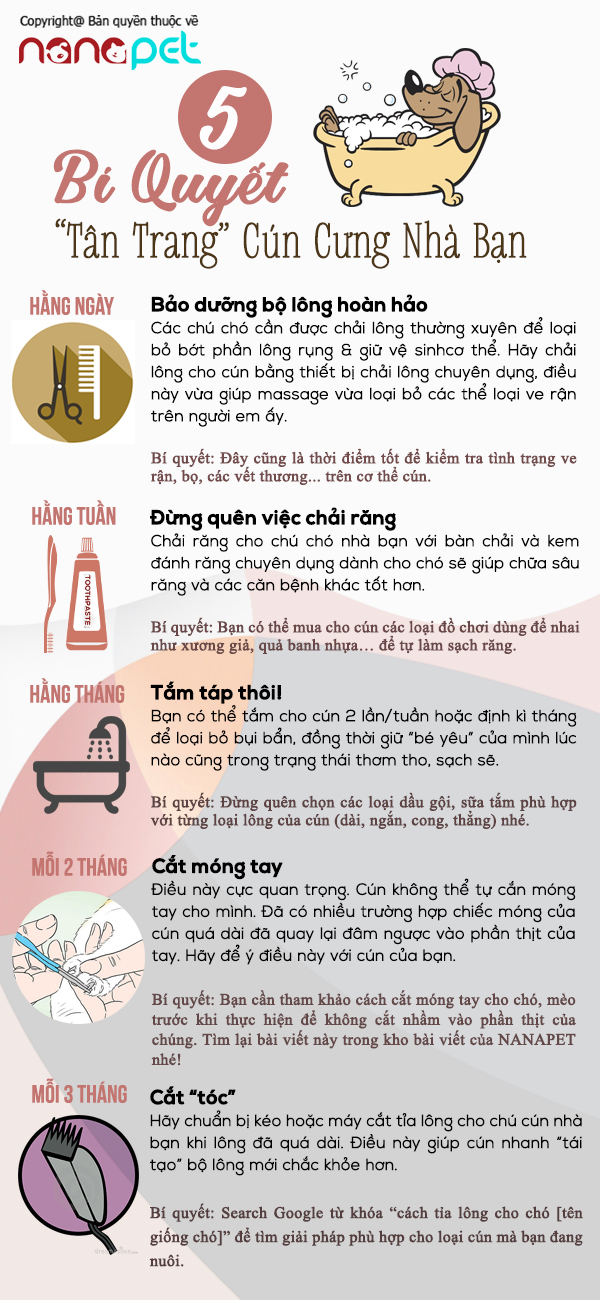 Copyright@ Bản quyền thuộc về
nanapet
5
Bí Quyết
“Tân Trang” Cún Cưng Nhà Bạn
HẰNG NGÀY
Bảo dưỡng bộ lông hoàn hảo
Các chú chó cần được chải lông thường xuyên để loại
bỏ bớt phần lông rụng & giữ vệ sinhcơ thể. Hãy chải
lông cho cún bằng thiết bị chải lông chuyên dụng, điều
này vừa giúp massage vừa loại bỏ các thể loại ve rận
trên người em ấy.
Bí quyết: Đây cũng là thời điểm tốt để kiểm tra tình trạng ve
rận, bọ, các vết thương... trên cơ thể cún.
HẰNG TUẦN
Đừng quên việc chải răng
Chải răng cho chú chó nhà bạn với bàn chải và kem
đánh răng chuyên dụng dành cho chó sẽ giúp chữa sâu
răng và các căn bệnh khác tốt hơn.
TOOTHPASTE
Bí quyết: Bạn có thể mua cho cún các loại đồ chơi dùng để nhai
như xương giả, quả banh nhựa… để tự làm sạch răng.
HẰNG THÁNG
Tắm táp thôi!
Bạn có thể tắm cho cún 2 lần/tuần hoặc định kì tháng
để loại bỏ bụi bẩn, đồng thời giữ “bé yêu” của mình lúc
nào cũng trong trạng thái thơm tho, sạch sẽ.
Bí quyết: Đừng quên chọn các loại dầu gội, sữa tắm phù hợp
với từng loại lông của cún (dài, ngắn, cong, thẳng) nhé.
MỖI 2 THÁNG
Cắt móng tay
Điều này cực quan trọng. Cún không thể tự cắn móng
tay cho mình. Đã có nhiều trường hợp chiếc móng của
cún quá dài đã quay lại đâm ngược vào phần thịt của
tay. Hãy để ý điều này với cún của bạn.
Bí quyết: Bạn cần tham khảo cách cắt móng tay cho chó, mèo
trước khi thực hiện để không cắt nhầm vào phần thịt của
chúng. Tìm lại bài viết này trong kho bài viết của NANAPET
nhé!
MỖI 3 THÁNG
Cắt “tóc”
Hãy chuẩn bị kéo hoặc máy cắt tỉa lông cho chú cún nhà
bạn khi lông đã quá dài. Điều này giúp cún nhanh “tái
tạo” bộ lông mới chắc khỏe hơn.
Bí quyết: Search Google từ khóa “cách tỉa lông cho chó [tên
giống chó]” để tìm giải pháp phù hợp cho loại cún mà bạn đang
nuôi.